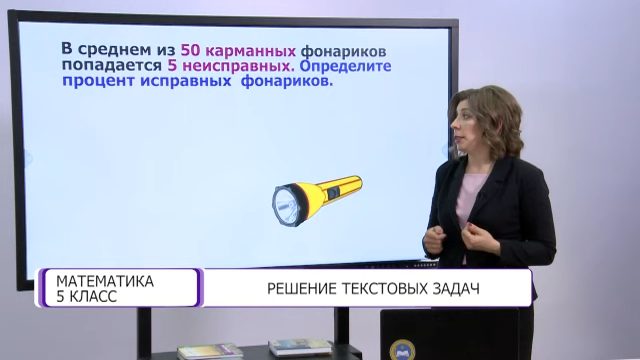 В среднем из 50 карманных фонариков
попадается 5 неисправных. Определите
процент исправных фонариков.
МАТЕМАТИКА
5 КЛАСС
РЕШЕНИЕ ТЕКСТОВЫХ ЗАДАЧ